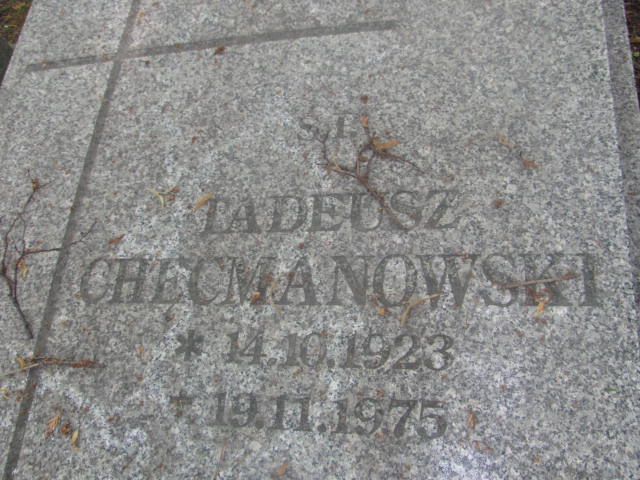 Ś.P.
TADEUSZ
CHECMANOWSKI
* 14.10.1923
† 19.11.1975